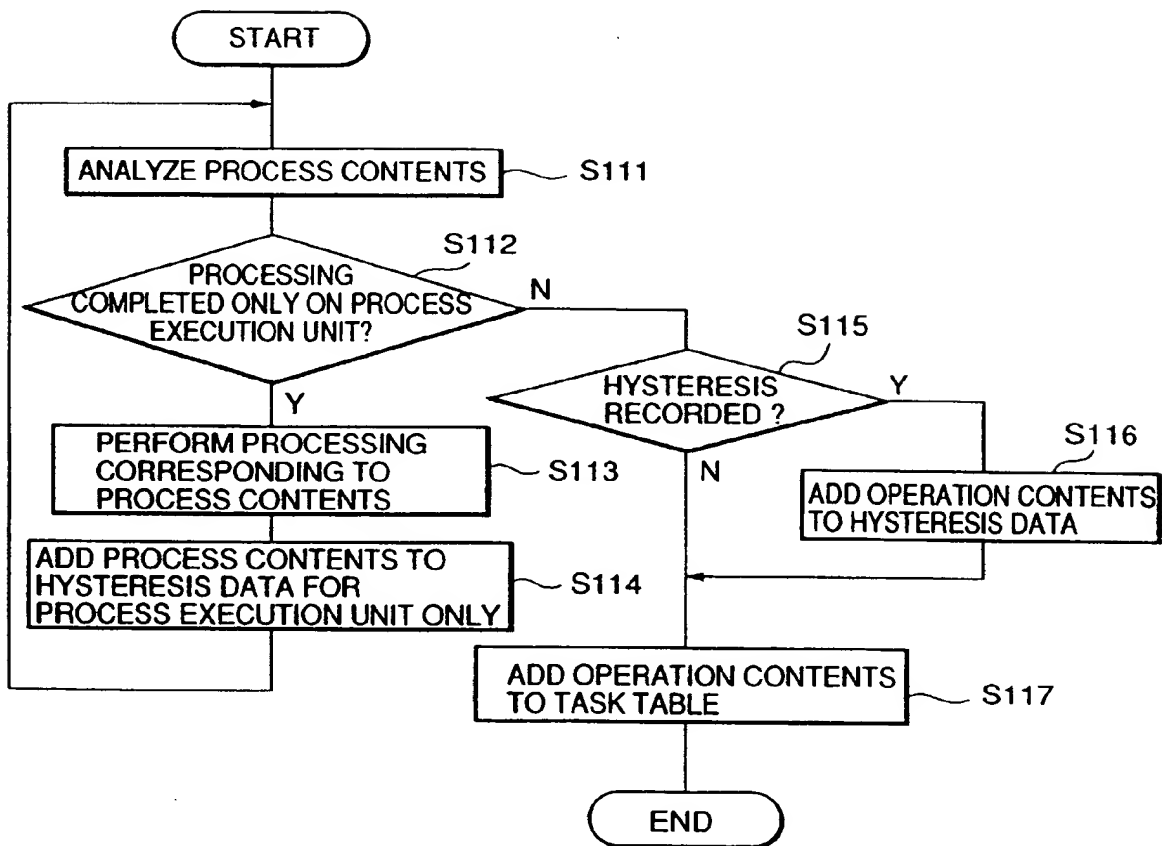 START
ANALYZE PROCESS CONTENTS
S111
S112
PROCESSING
COMPLETED ONLY ON PROCESS
EXECUTION UNIT?
N
Y
S115
HYSTERESIS
RECORDED ?
Y
N
PERFORM PROCESSING
CORRESPONDING TO
PROCESS CONTENTS
S113
S116
ADD OPERATION CONTENTS
TO HYSTERESIS DATA
ADD PROCESS CONTENTS TO
HYSTERESIS DATA FOR
PROCESS EXECUTION UNIT ONLY
S114
ADD OPERATION CONTENTS
TO TASK TABLE
S117
END